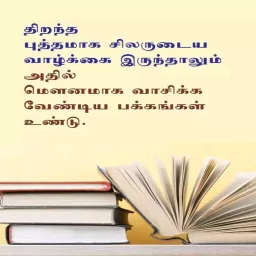 திறந்த
புத்தமாக சிலருடைய
வாழ்க்கை இருந்தாலும்
அதில்
மௌனமாக வாசிக்க
வேண்டிய பக்கங்கள்
உண்டு.